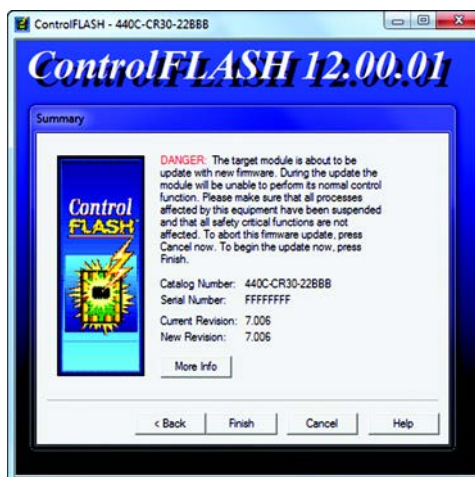 ControlFLASH - 440C-CR30-22BBB
ControlFLASH 12.00.01
Summary
Control
FLASH
DANGER: The target module is about to be
update with new firmware. During the update the
module will be unable to perform its normal control
function. Please make sure that all processes
affected by this equipment have been suspended
and that all safety critical functions are not
affected. To abort this firmware update, press
Cancel now. To begin the update now, press
Finish.
Catalog Number: 440C-CR30-22BBB
Serial Number: FFFFFFFF
Current Revision: 7.006
New Revision: 7.006
More Info
< Back
Finish
Cancel
Help